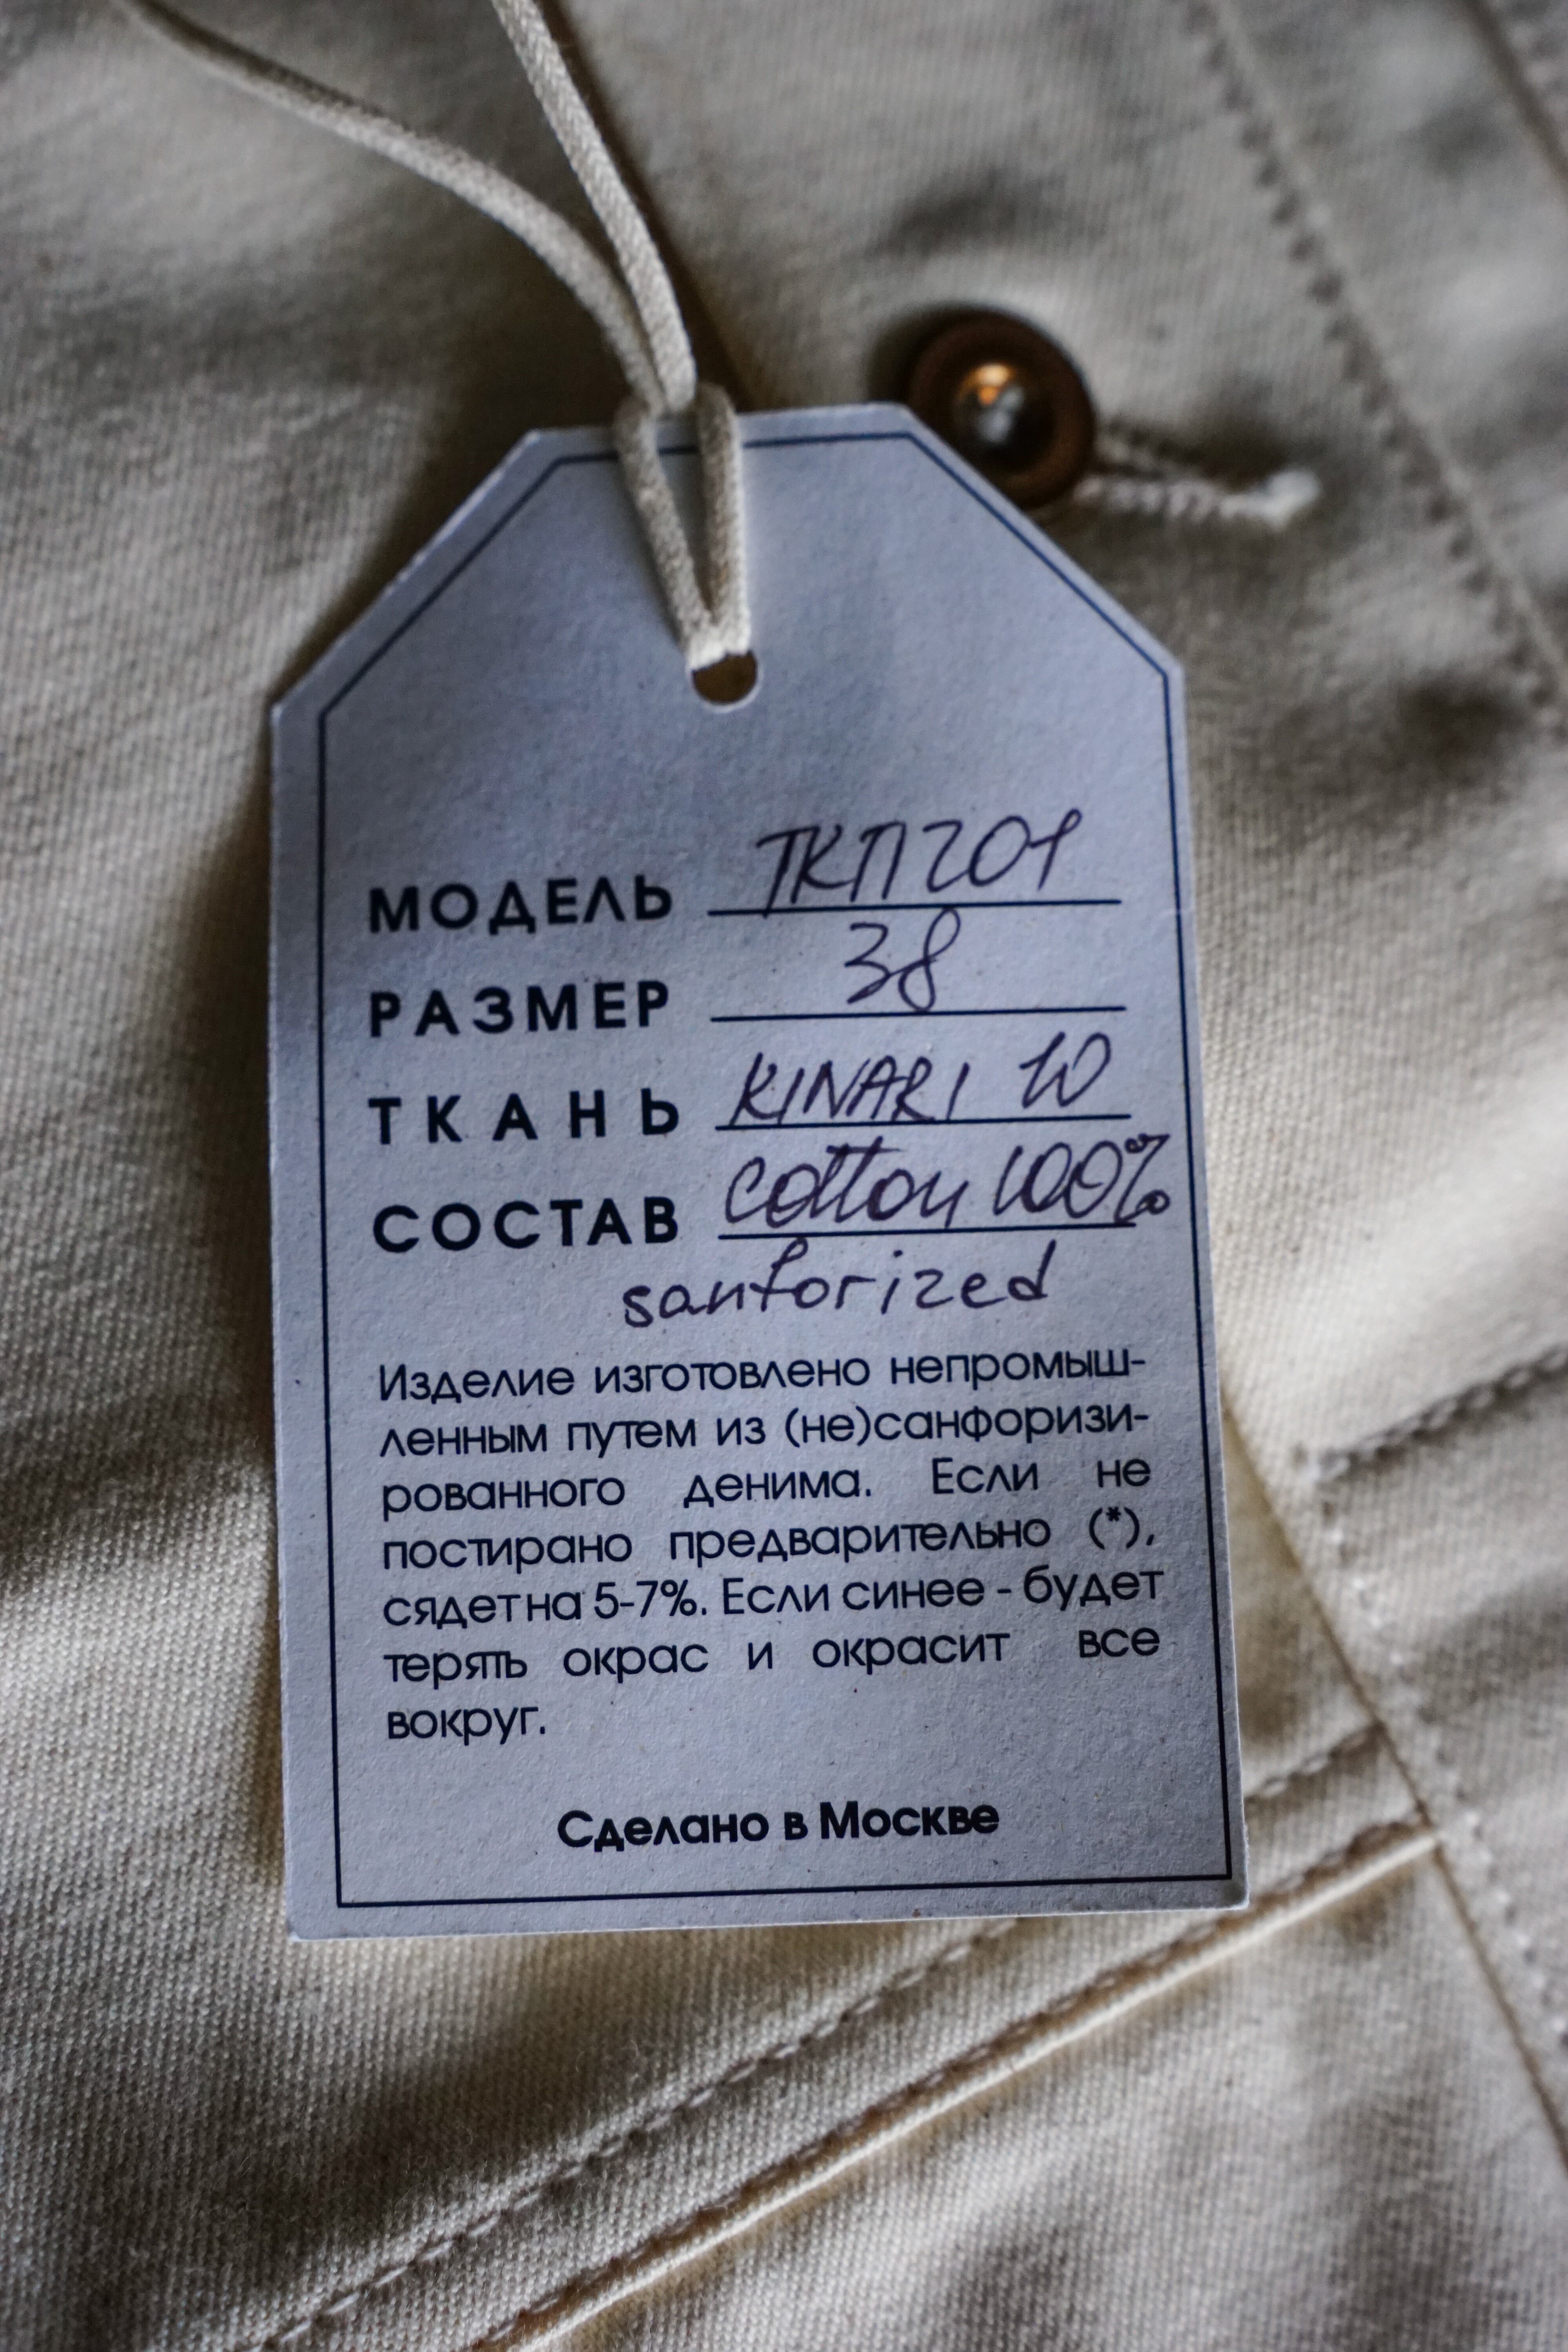 МОДЕЛЬ ТКП201
РАЗМЕР 38
ТКАНЬ KINARI 10
СОСТАВ cotton 100%
sanforized
Изделие изготовлено непромыш-
ленным путем из (не)санфоризи-
рованного денима. Если не
постирано предварительно (*),
сядет на 5-7%. Если синее - будет
терять окрас и окрасит все
вокруг.
Сделано в Москве